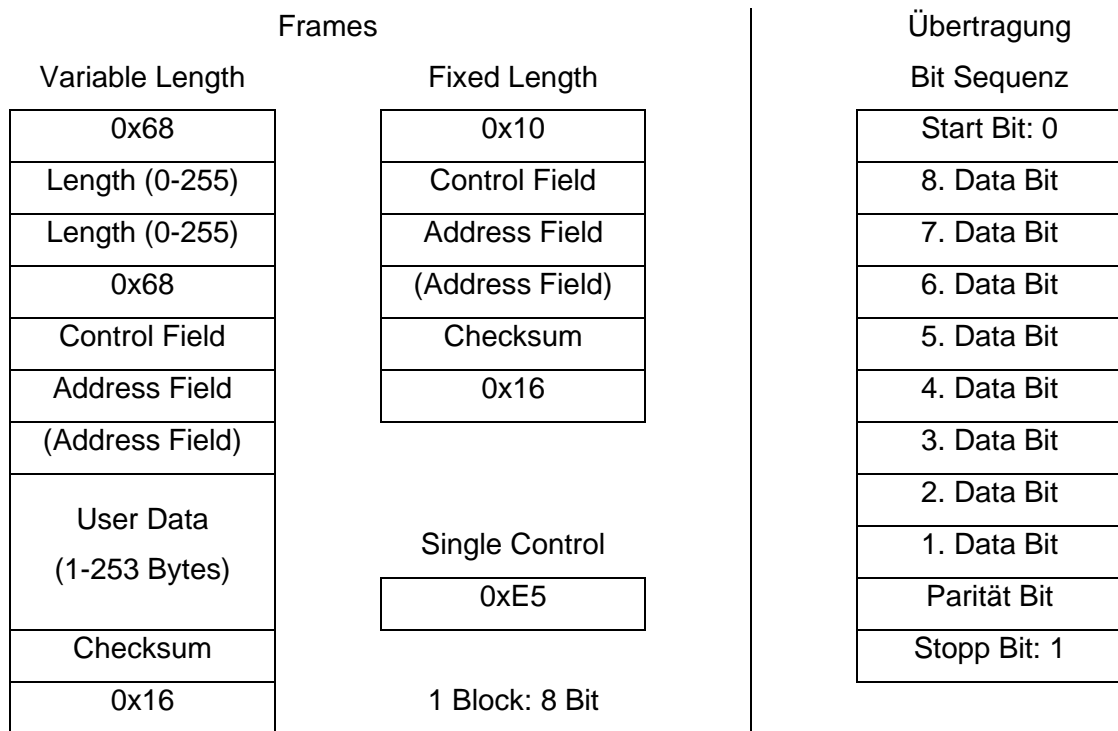 Frames
Variable Length
0x68
Length (0-255)
Length (0-255)
0x68
Control Field
Address Field
(Address Field)
User Data
(1-253 Bytes)
Checksum
0x16
Fixed Length
0x10
Control Field
Address Field
(Address Field)
Checksum
0x16
Single Control
0xE5
1 Block: 8 Bit
Übertragung
Bit Sequenz
Start Bit: 0
8. Data Bit
7. Data Bit
6. Data Bit
5. Data Bit
4. Data Bit
3. Data Bit
2. Data Bit
1. Data Bit
Parität Bit
Stopp Bit: 1